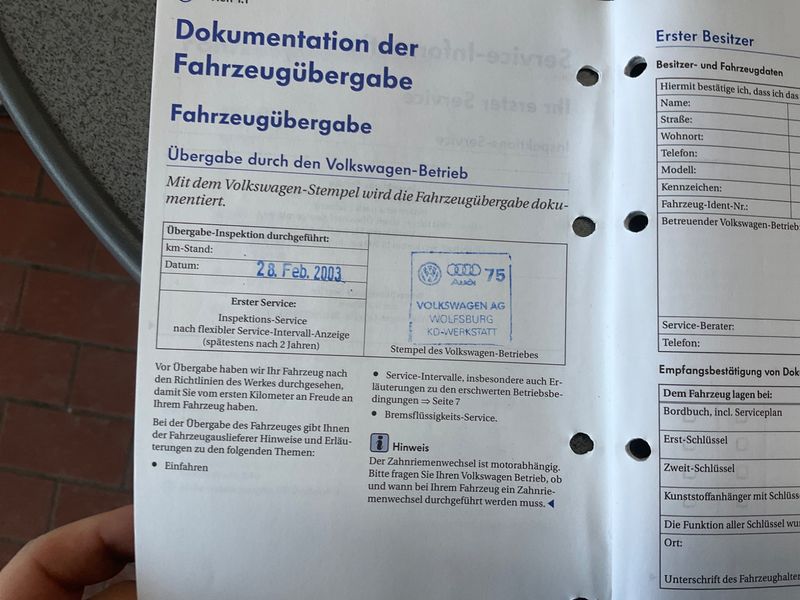 Dokumentation der
Fahrzeugübergabe
Fahrzeugübergabe
Übergabe durch den Volkswagen-Betrieb
Mit dem Volkswagen-Stempel wird die Fahrzeugübergabe doku-
mentiert.
Übergabe-Inspektion durchgeführt:
km-Stand:
Datum:
28. Feb. 2003
Erster Service:
Inspektions-Service
nach flexibler Service-Intervall-Anzeige
(spätestens nach 2 Jahren)
75
Audi
VOLKSWAGEN AG
WOLFSBURG
KD-WERKSTATT
Stempel des Volkswagen-Betriebes
Vor Übergabe haben wir Ihr Fahrzeug nach
den Richtlinien des Werkes durchgesehen,
damit Sie vom ersten Kilometer an Freude an
Ihrem Fahrzeug haben.
Bei der Übergabe des Fahrzeuges gibt Ihnen
der Fahrzeugauslieferer Hinweise und Erläu-
terungen zu den folgenden Themen:
• Einfahren
• Service-Intervalle, insbesondere auch Er-
läuterungen zu den erschwerten Betriebsbe-
dingungen ⇒ Seite 7
• Bremsflüssigkeits-Service.
i Hinweis
Der Zahnriemenwechsel ist motorabhängig.
Bitte fragen Sie Ihren Volkswagen Betrieb, ob
und wann bei Ihrem Fahrzeug ein Zahnrie-
menwechsel durchgeführt werden muss.
Erster Besitzer
Besitzer- und Fahrzeugdaten
Hiermit bestätige ich, dass ich das
Name:
Straße:
Wohnort:
Telefon:
Modell:
Kennzeichen:
Fahrzeug-Ident-Nr.:
Betreuender Volkswagen-Betrieb
Service-Berater:
Telefon:
Empfangsbestätigung von Dok
Dem Fahrzeug lagen bei:
Bordbuch, incl. Serviceplan
Erst-Schlüssel
Zweit-Schlüssel
Kunststoffanhänger mit Schlüss
Die Funktion aller Schlüssel wu
Ort:
Unterschrift des Fahrzeughalter